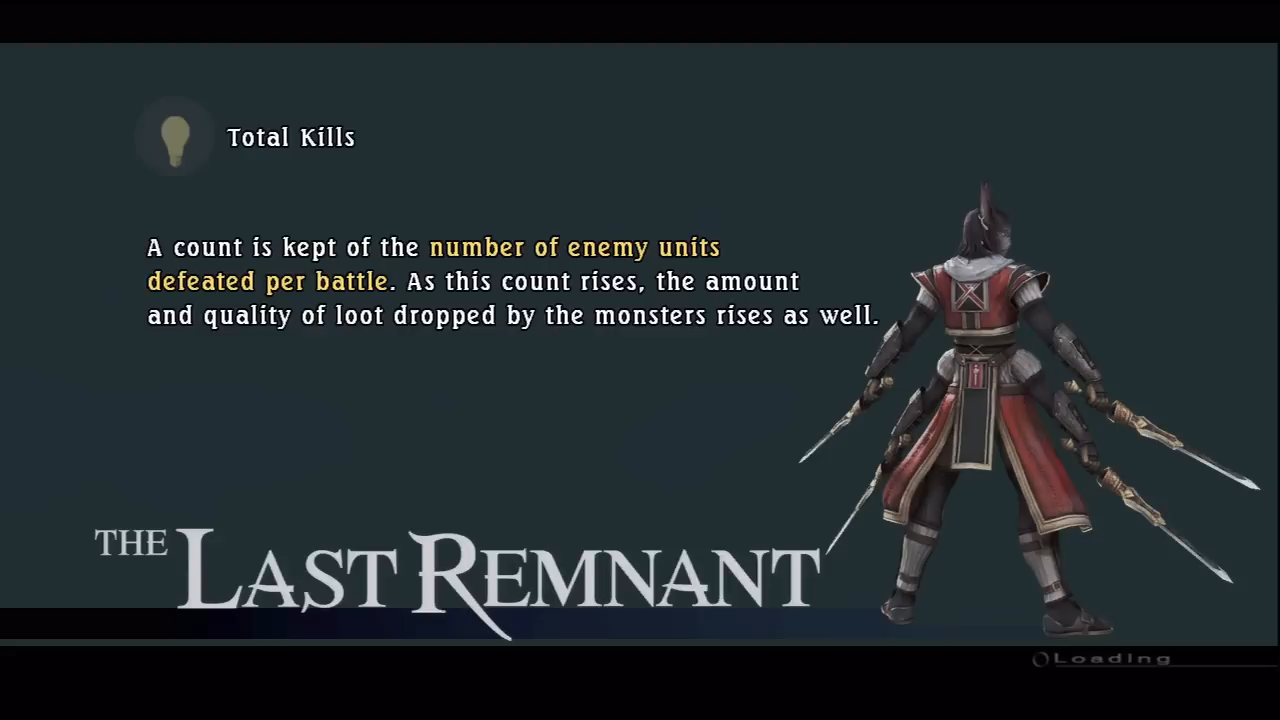 Total Kills
A count is kept of the number of enemy units
defeated per battle. As this count rises, the amount
and quality of loot dropped by the monsters rises as well.
THE LAST REMNANT
Loading